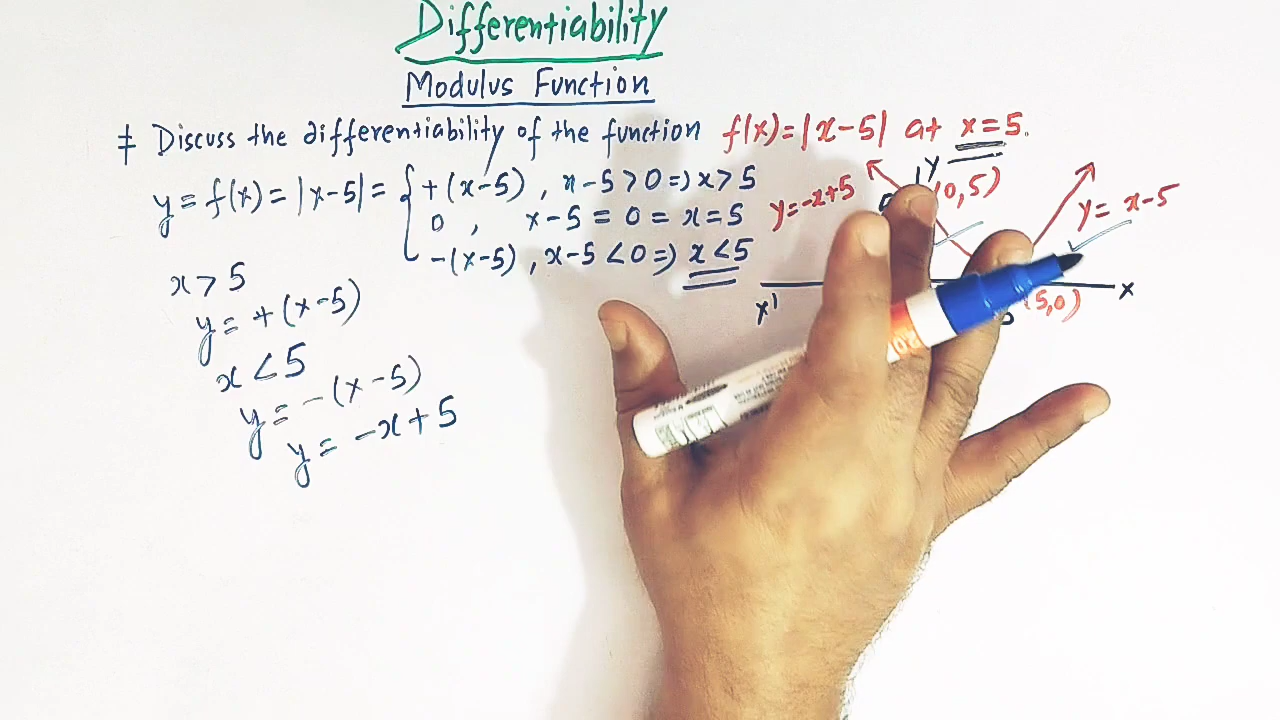 Differentiability
Modulus Function
# Discuss the differentiability of the function f(x)=|x-5| at x=5.
y=f(x)=|x-5|= { +(x-5), x-5>0=)x>5
0, x-5=0=x=5
-(x-5), x-5<0=) x<5
x>5
y=+(x-5)
x<5
y=-(x-5)
y=-x+5
Y
(0,5)
y=-x+5
y=x-5
x'
x
(5,0)